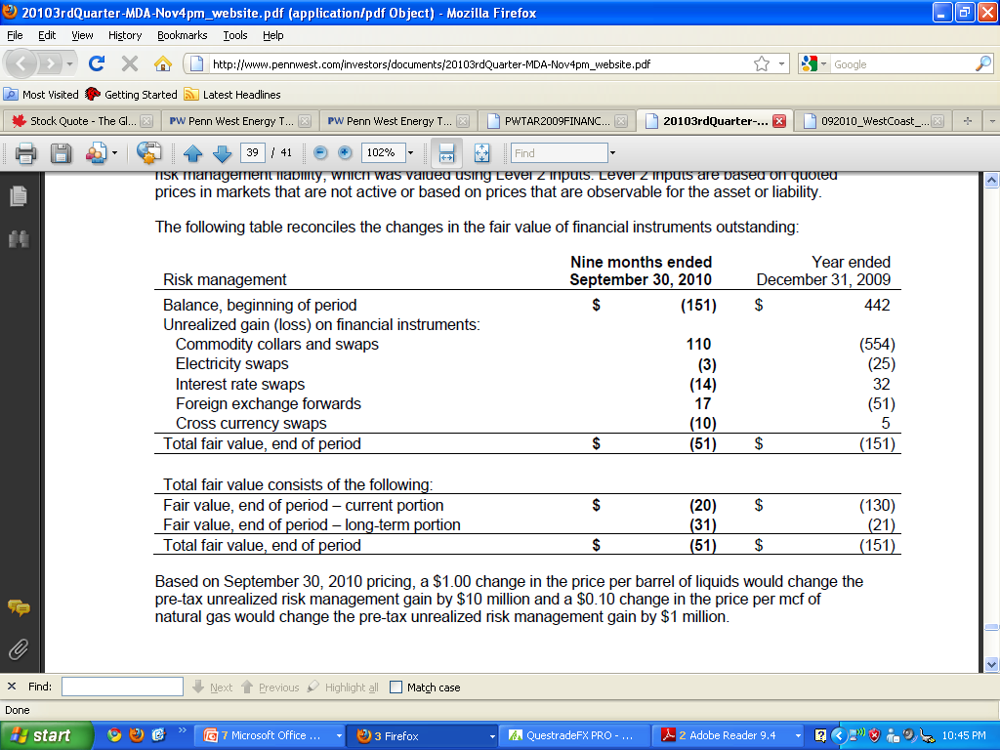 20103rdQuarter-MDA-Nov4pm_website.pdf (application/pdf Object) - Mozilla Firefox
File Edit View History Bookmarks Tools Help
http://www.pennwest.com/investors/documents/20103rdQuarter-MDA-Nov4pm_website.pdf Google
Most Visited Getting Started Latest Headlines
Stock Quote - The Gl... PW Penn West Energy T... PW Penn West Energy T... PWTAR2009FINANC... 20103rdQuarter-... 092010_WestCoast_...
39 / 41 102% Find
risk management liability, which was valued using Level 2 inputs. Level 2 inputs are based on quoted
prices in markets that are not active or based on prices that are observable for the asset or liability.
The following table reconciles the changes in the fair value of financial instruments outstanding:
Nine months ended Year ended
Risk management September 30, 2010 December 31, 2009
Balance, beginning of period $ (151) $ 442
Unrealized gain (loss) on financial instruments:
Commodity collars and swaps 110 (554)
Electricity swaps (3) (25)
Interest rate swaps (14) 32
Foreign exchange forwards 17 (51)
Cross currency swaps (10) 5
Total fair value, end of period $ (51) $ (151)
Total fair value consists of the following:
Fair value, end of period – current portion $ (20) $ (130)
Fair value, end of period – long-term portion (31) (21)
Total fair value, end of period $ (51) $ (151)
Based on September 30, 2010 pricing, a $1.00 change in the price per barrel of liquids would change the
pre-tax unrealized risk management gain by $10 million and a $0.10 change in the price per mcf of
natural gas would change the pre-tax unrealized risk management gain by $1 million.
Find: Next Previous Highlight all Match case
Done
start 7 Microsoft Office ... 3 Firefox QuestradeFX PRO - ... 2 Adobe Reader 9.4 10:45 PM